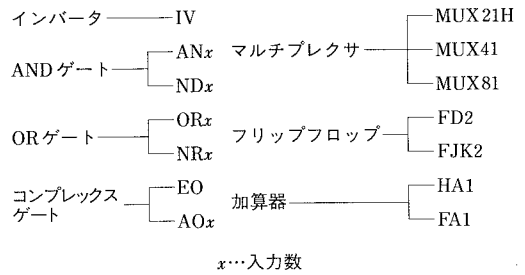 インバータ IV
ANDゲート ANx
NDx
ORゲート ORx
NRx
コンプレックス
ゲート EO
AOx
マルチプレクサ MUX21H
MUX41
MUX81
フリップフロップ FD2
FJK2
加算器 HA1
FA1
x…入力数